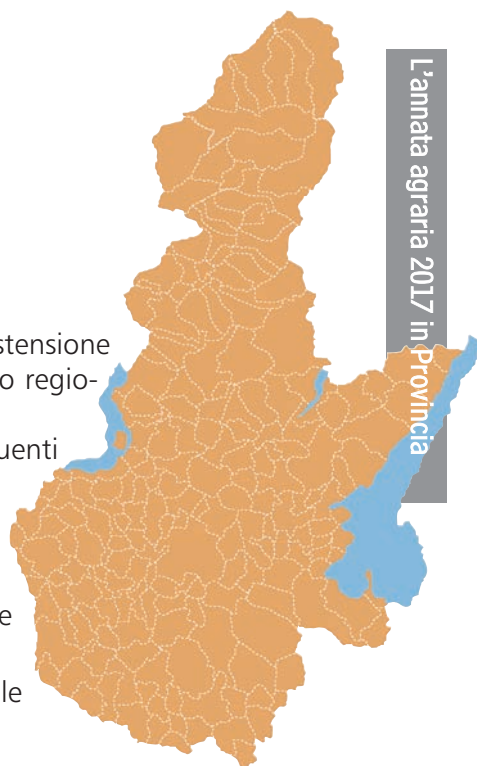 L'annata agraria 2017 in Provincia
stensione
o regio-
uenti
e
le